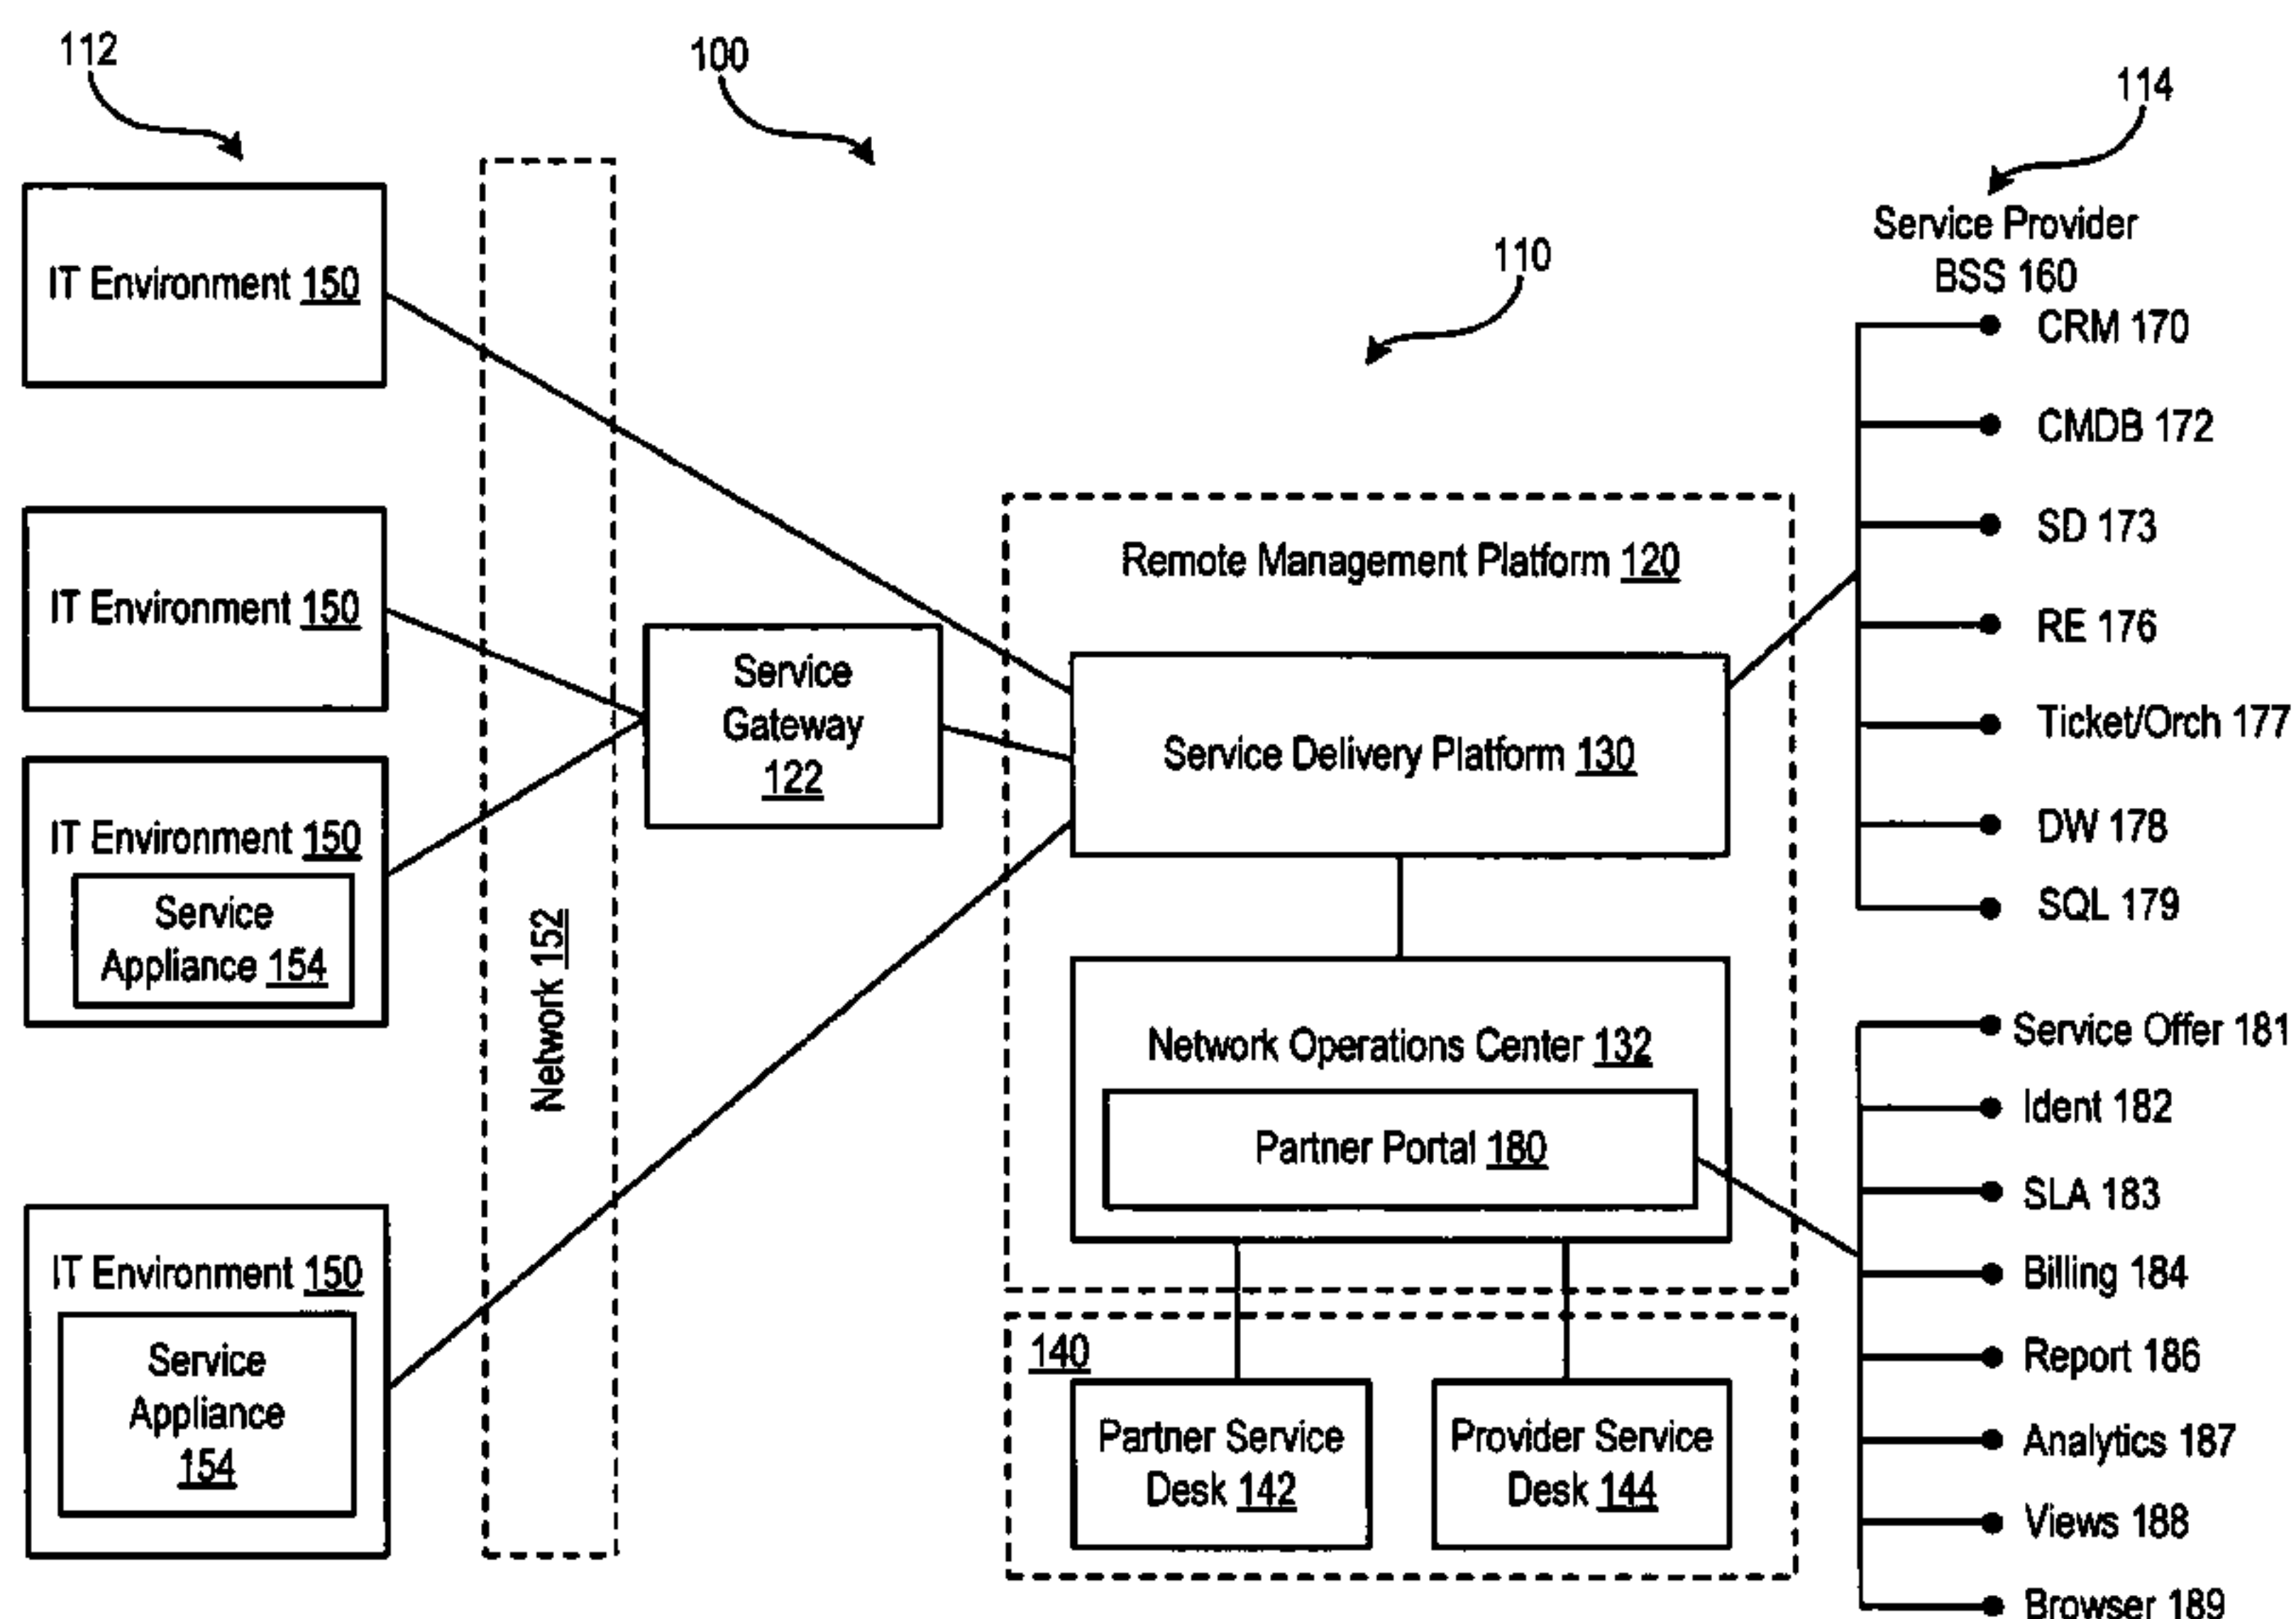 112
100
114
110
Service Provider
BSS 160
CRM 170
CMDB 172
SD 173
RE 176
Ticket/Orch 177
DW 178
SQL 179
IT Environment 150
IT Environment 150
IT Environment 150
Service
Appliance 154
IT Environment 150
Service
Appliance
154
Network 152
Service
Gateway
122
Remote Management Platform 120
Service Delivery Platform 130
Network Operations Center 132
Partner Portal 180
140
Partner Service
Desk 142
Provider Service
Desk 144
Service Offer 181
Ident 182
SLA 183
Billing 184
Report 186
Analytics 187
Views 188
Browser 189